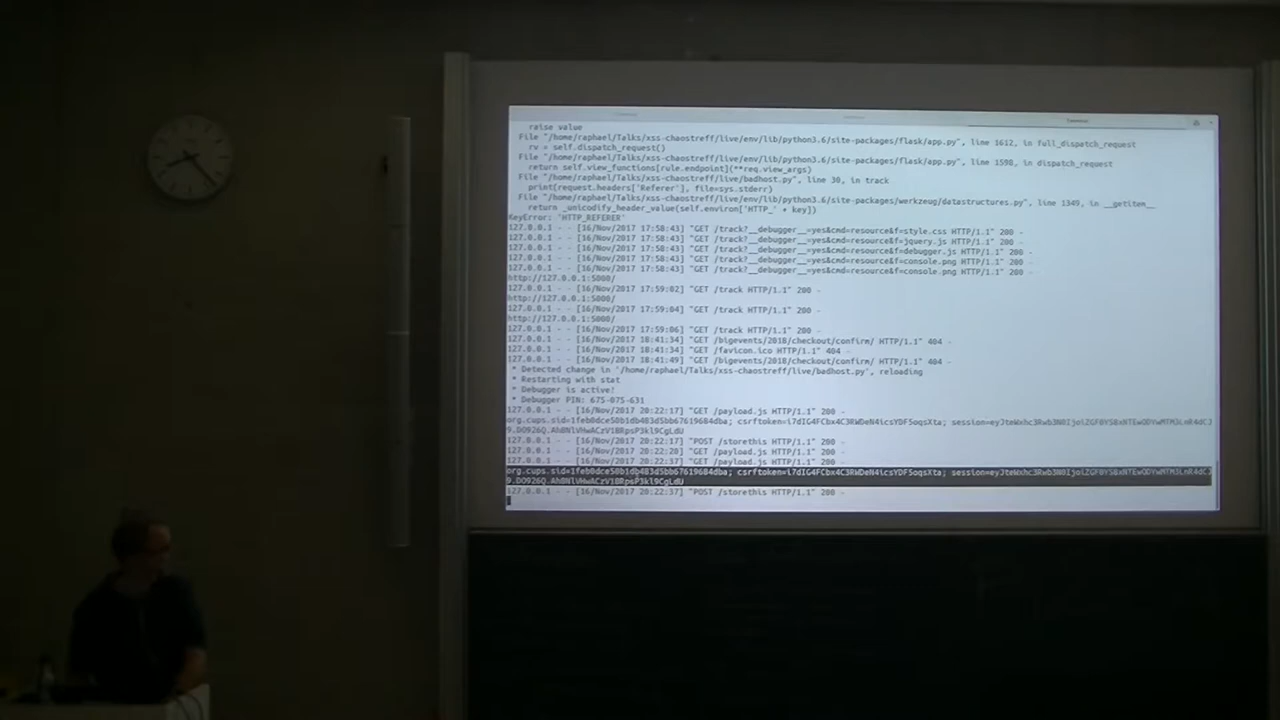 raise value
File "/home/raphael/Talks/xss-chaostreff/live/env/lib/python3.6/site-packages/flask/app.py", line 1612, in full_dispatch_request
rv = self.dispatch_request()
File "/home/raphael/Talks/xss-chaostreff/live/env/lib/python3.6/site-packages/flask/app.py", line 1598, in dispatch_request
return self.view_functions[rule.endpoint](**req.view_args)
File "/home/raphael/Talks/xss-chaostreff/live/badhost.py", line 30, in track
print(request.headers['Referer'], file=sys.stderr)
File "/home/raphael/Talks/xss-chaostreff/live/env/lib/python3.6/site-packages/werkzeug/datastructures.py", line 1349, in __getitem__
return _unicodify_header_value(self.environ['HTTP_' + key])
KeyError: 'HTTP_REFERER'
127.0.0.1 - - [16/Nov/2017 17:58:43] "GET /track?__debugger__=yes&cmd=resource&f=style.css HTTP/1.1" 200 -
127.0.0.1 - - [16/Nov/2017 17:58:43] "GET /track?__debugger__=yes&cmd=resource&f=jquery.js HTTP/1.1" 200 -
127.0.0.1 - - [16/Nov/2017 17:58:43] "GET /track?__debugger__=yes&cmd=resource&f=debugger.js HTTP/1.1" 200 -
127.0.0.1 - - [16/Nov/2017 17:58:43] "GET /track?__debugger__=yes&cmd=resource&f=console.png HTTP/1.1" 200 -
127.0.0.1 - - [16/Nov/2017 17:58:43] "GET /track?__debugger__=yes&cmd=resource&f=console.png HTTP/1.1" 200 -
http://127.0.0.1:5000/
127.0.0.1 - - [16/Nov/2017 17:59:02] "GET /track HTTP/1.1" 200 -
http://127.0.0.1:5000/
127.0.0.1 - - [16/Nov/2017 17:59:04] "GET /track HTTP/1.1" 200 -
http://127.0.0.1:5000/
127.0.0.1 - - [16/Nov/2017 17:59:06] "GET /track HTTP/1.1" 200 -
127.0.0.1 - - [16/Nov/2017 18:41:34] "GET /bigevents/2018/checkout/confirm/ HTTP/1.1" 404 -
127.0.0.1 - - [16/Nov/2017 18:41:34] "GET /favicon.ico HTTP/1.1" 404 -
127.0.0.1 - - [16/Nov/2017 18:41:49] "GET /bigevents/2018/checkout/confirm/ HTTP/1.1" 404 -
* Detected change in '/home/raphael/Talks/xss-chaostreff/live/badhost.py', reloading
* Restarting with stat
* Debugger is active!
* Debugger PIN: 675-075-631
127.0.0.1 - - [16/Nov/2017 20:22:17] "GET /payload.js HTTP/1.1" 200 -
127.0.0.1 - - [16/Nov/2017 20:22:17] "POST /storethis HTTP/1.1" 200 -
127.0.0.1 - - [16/Nov/2017 20:22:20] "GET /payload.js HTTP/1.1" 200 -
127.0.0.1 - - [16/Nov/2017 20:22:37] "GET /payload.js HTTP/1.1" 200 -
127.0.0.1 - - [16/Nov/2017 20:22:37] "POST /storethis HTTP/1.1" 200 -